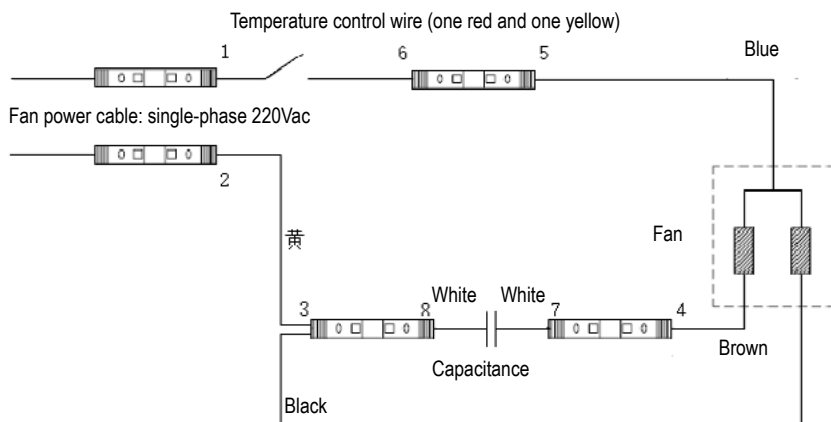 Temperature control wire (one red and one yellow)
1
6
5
Blue
Fan power cable: single-phase 220Vac
2
黄
Fan
3
8
White
White
7
4
Capacitance
Brown
Black